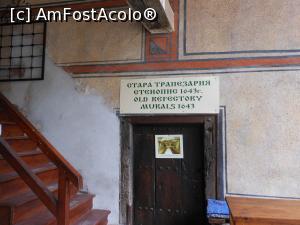 [c] AmFostAcolo®
СТАРА ТРАПЕЗАРИЯ
СТЕНОПИС 1643г.
OLD REFECTORY
MURALS 1643